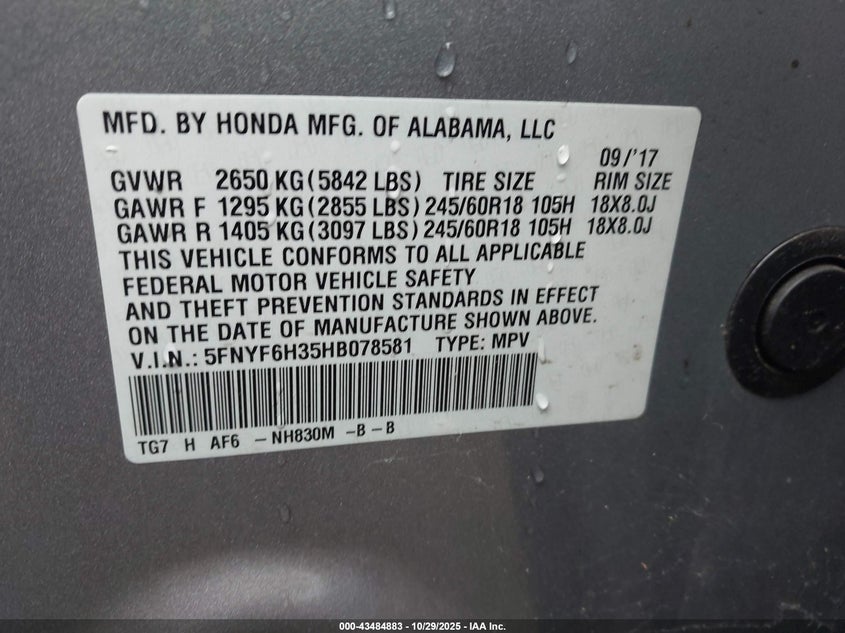 MFD. BY HONDA MFG. OF ALABAMA, LLC
09/'17
GVWR 2650 KG(5842 LBS) TIRE SIZE RIM SIZE
GAWR F 1295 KG(2855 LBS) 245/60R18 105H 18X8.0J
GAWR R 1405 KG(3097 LBS) 245/60R18 105H 18X8.0J
THIS VEHICLE CONFORMS TO ALL APPLICABLE
FEDERAL MOTOR VEHICLE SAFETY
AND THEFT PREVENTION STANDARDS IN EFFECT
ON THE DATE OF MANUFACTURE SHOWN ABOVE.
V.I.N.: 5FNYF6H35HB078581 TYPE: MPV
TG7 H AF6 -NH830M -B-B
000-43484883 | 10/29/2025 - IAA Inc.